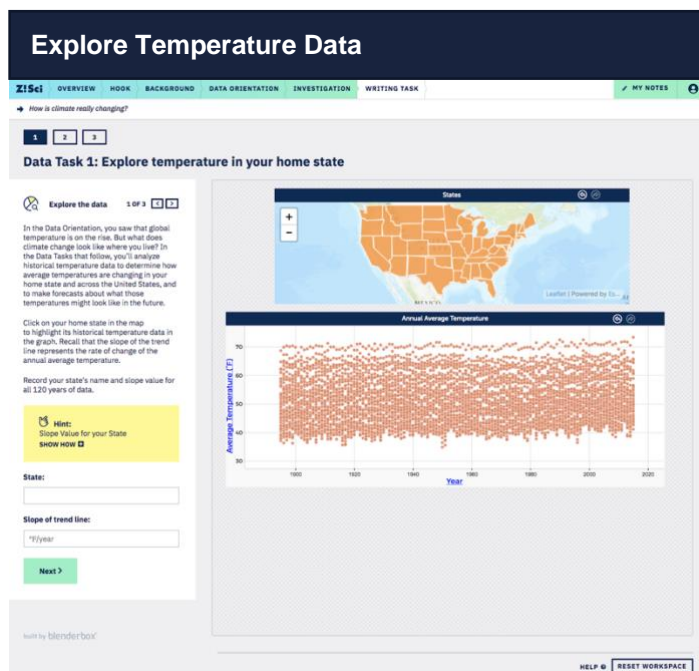 Explore Temperature Data
Z!Sci OVERVIEW HOOK BACKGROUND DATA ORIENTATION INVESTIGATION WRITING TASK MY NOTES
How is climate really changing?
1 2 3
Data Task 1: Explore temperature in your home state
Explore the data 1 OF 3 < >
In the Data Orientation, you saw that global
temperature is on the rise. But what does
climate change look like where you live? In
the Data Tasks that follow, you'll analyze
historical temperature data to determine how
average temperatures are changing in your
home state and across the United States, and
to make forecasts about what those
temperatures might look like in the future.
Click on your home state in the map
to highlight its historical temperature data in
the graph. Recall that the slope of the trend
line represents the rate of change of the
annual average temperature.
Record your state's name and slope value for
all 120 years of data.
Hint:
Slope Value for your State
SHOW HOW +
State:
Slope of trend line:
°F/year
Next >
built by blenderbox
States
+
−
MEXICO
Leaflet | Powered by Es...
Annual Average Temperature
Average Temperature (°F)
70
60
50
40
30
1900 1920 1940 1960 1980 2000 2020
Year
HELP RESET WORKSPACE